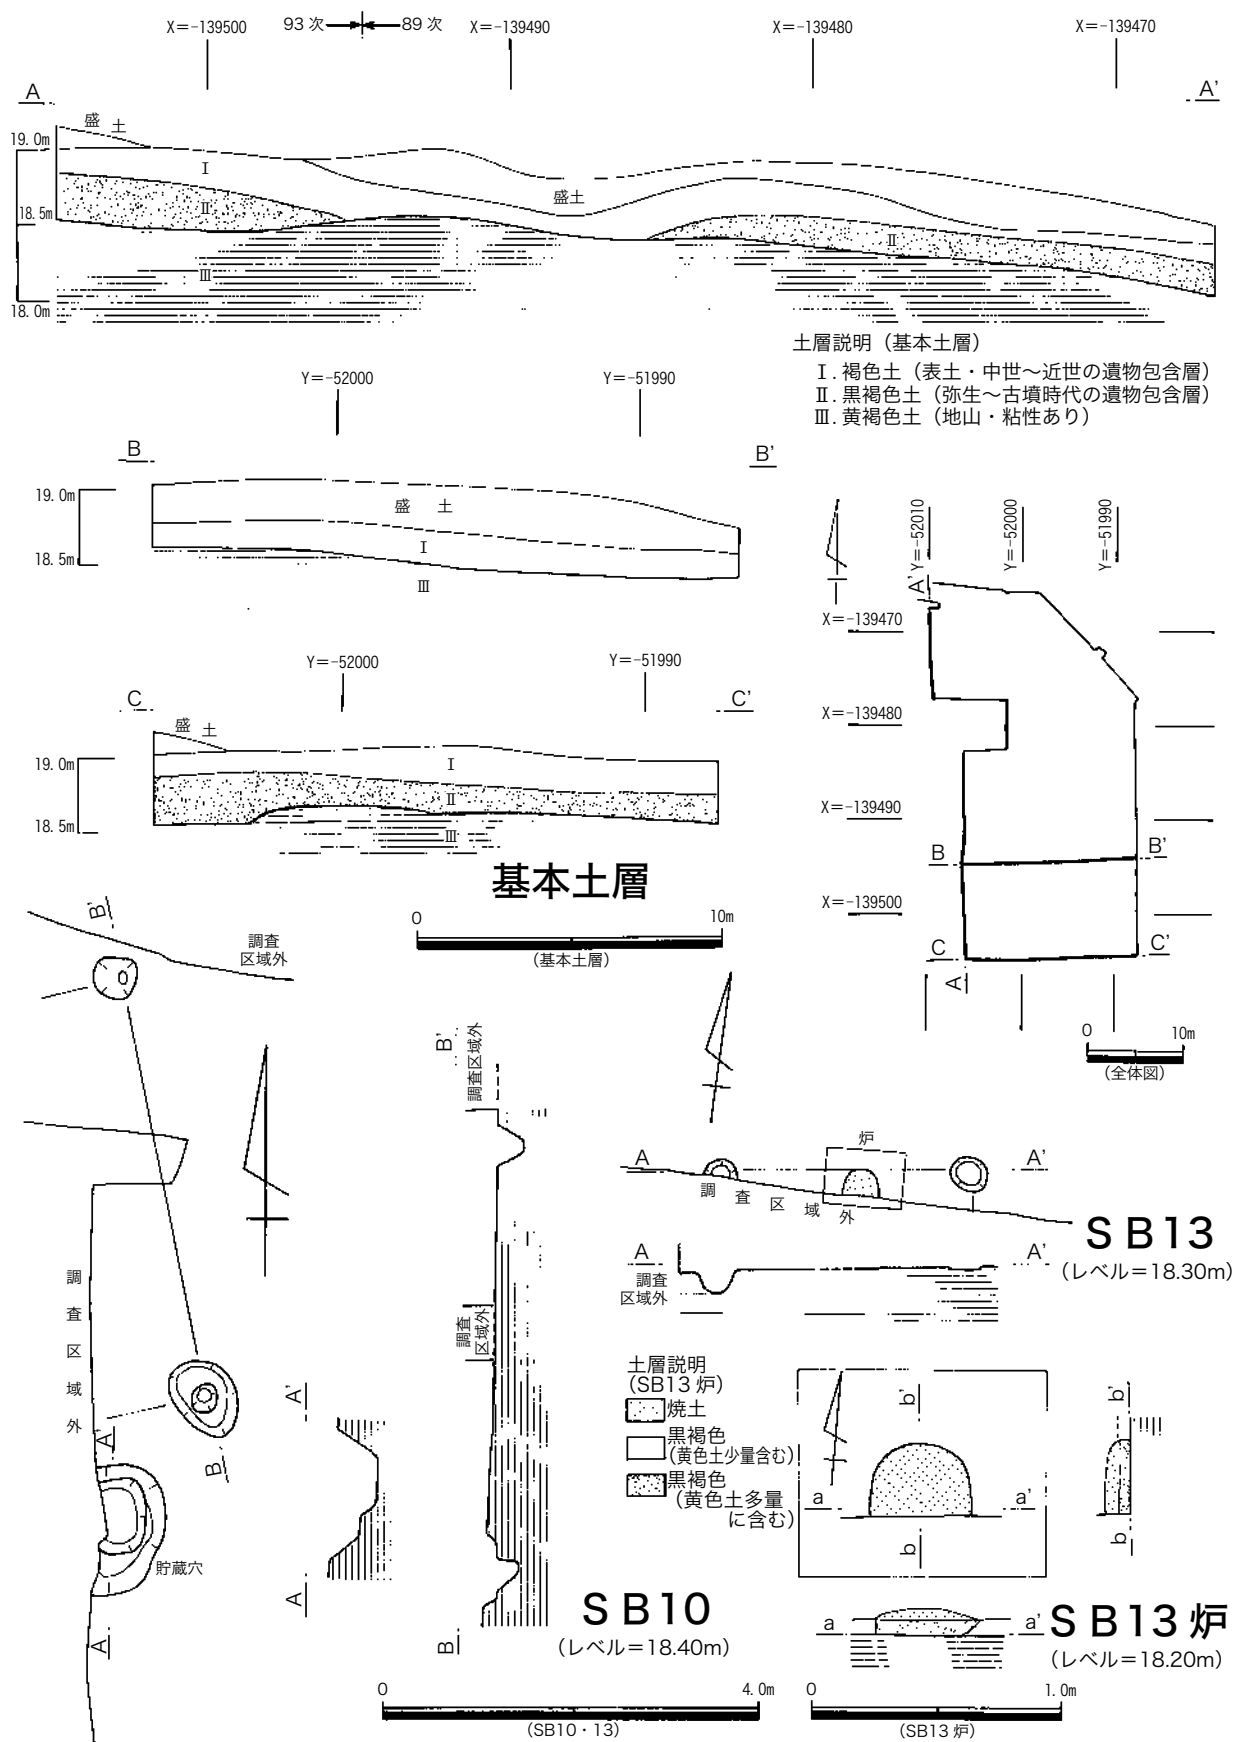 X=-139500
93次
89次
X=-139490
X=-139480
X=-139470
A
A'
盛土
19.0m
Ⅰ
盛土
Ⅱ
18.5m
Ⅱ
Ⅲ
18.0m
土層説明（基本土層）
Ⅰ. 褐色土（表土・中世～近世の遺物包含層）
Ⅱ. 黒褐色土（弥生～古墳時代の遺物包含層）
Ⅲ. 黄褐色土（地山・粘性あり）
Y=-52000
Y=-51990
B
B'
19.0m
盛土
Ⅰ
18.5m
Ⅲ
Y=-52010
Y=-52000
Y=-51990
A'
X=-139470
X=-139480
X=-139490
B
B'
X=-139500
C
C'
A
0
10m
（全体図）
Y=-52000
Y=-51990
C
C'
盛土
19.0m
Ⅰ
Ⅱ
18.5m
Ⅲ
基本土層
0
10m
（基本土層）
B'
調査
区域外
調査区域外
A'
B
A'
貯蔵穴
A
A'
A
B'
調査区域外
調査
区域外
B
SB10
（レベル=18.40m）
0
4.0m
（SB10・13）
炉
A
A'
調査区域外
SB13
（レベル=18.30m）
A
A'
調査
区域外
土層説明
（SB13 炉）
焼土
黒褐色
（黄色土少量含む）
黒褐色
（黄色土多量
に含む）
b'
a
a'
b
b'
b
a
a'
SB13 炉
（レベル=18.20m）
0
1.0m
（SB13 炉）